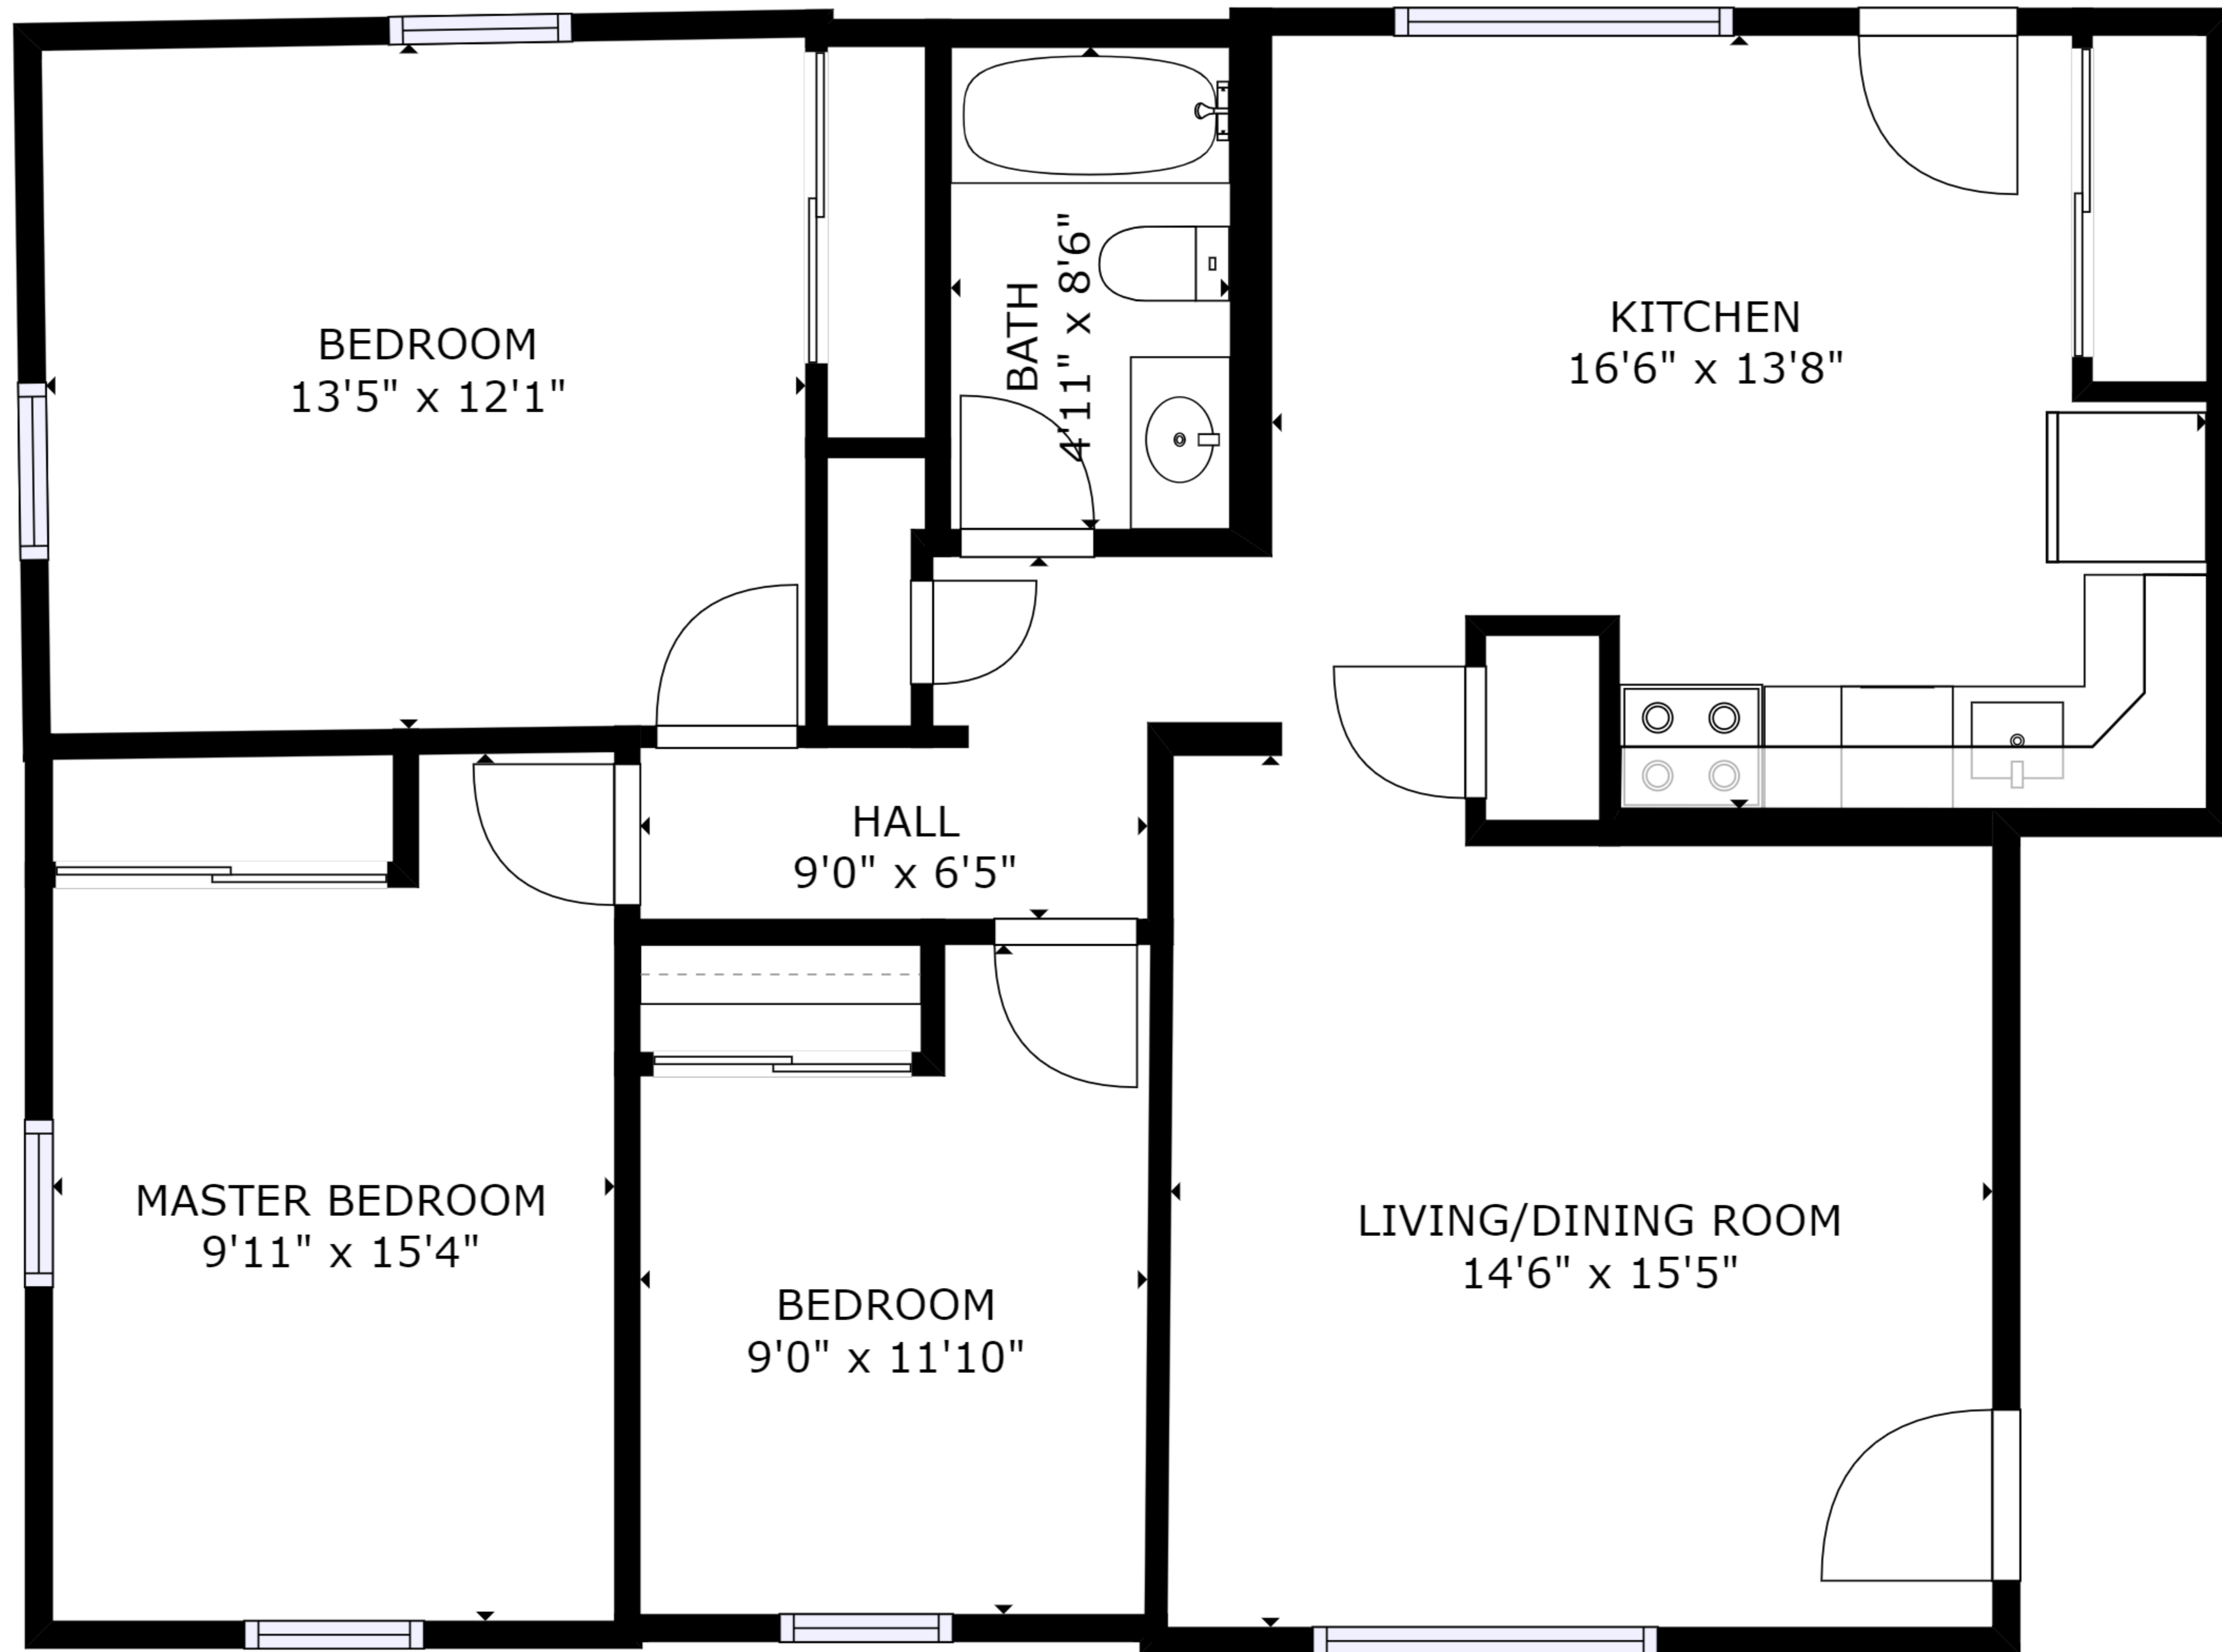 BEDROOM
13'5" x 12'1"
BATH
4'11" x 8'6"
KITCHEN
16'6" x 13'8"
HALL
9'0" x 6'5"
MASTER BEDROOM
9'11" x 15'4"
BEDROOM
9'0" x 11'10"
LIVING/DINING ROOM
14'6" x 15'5"